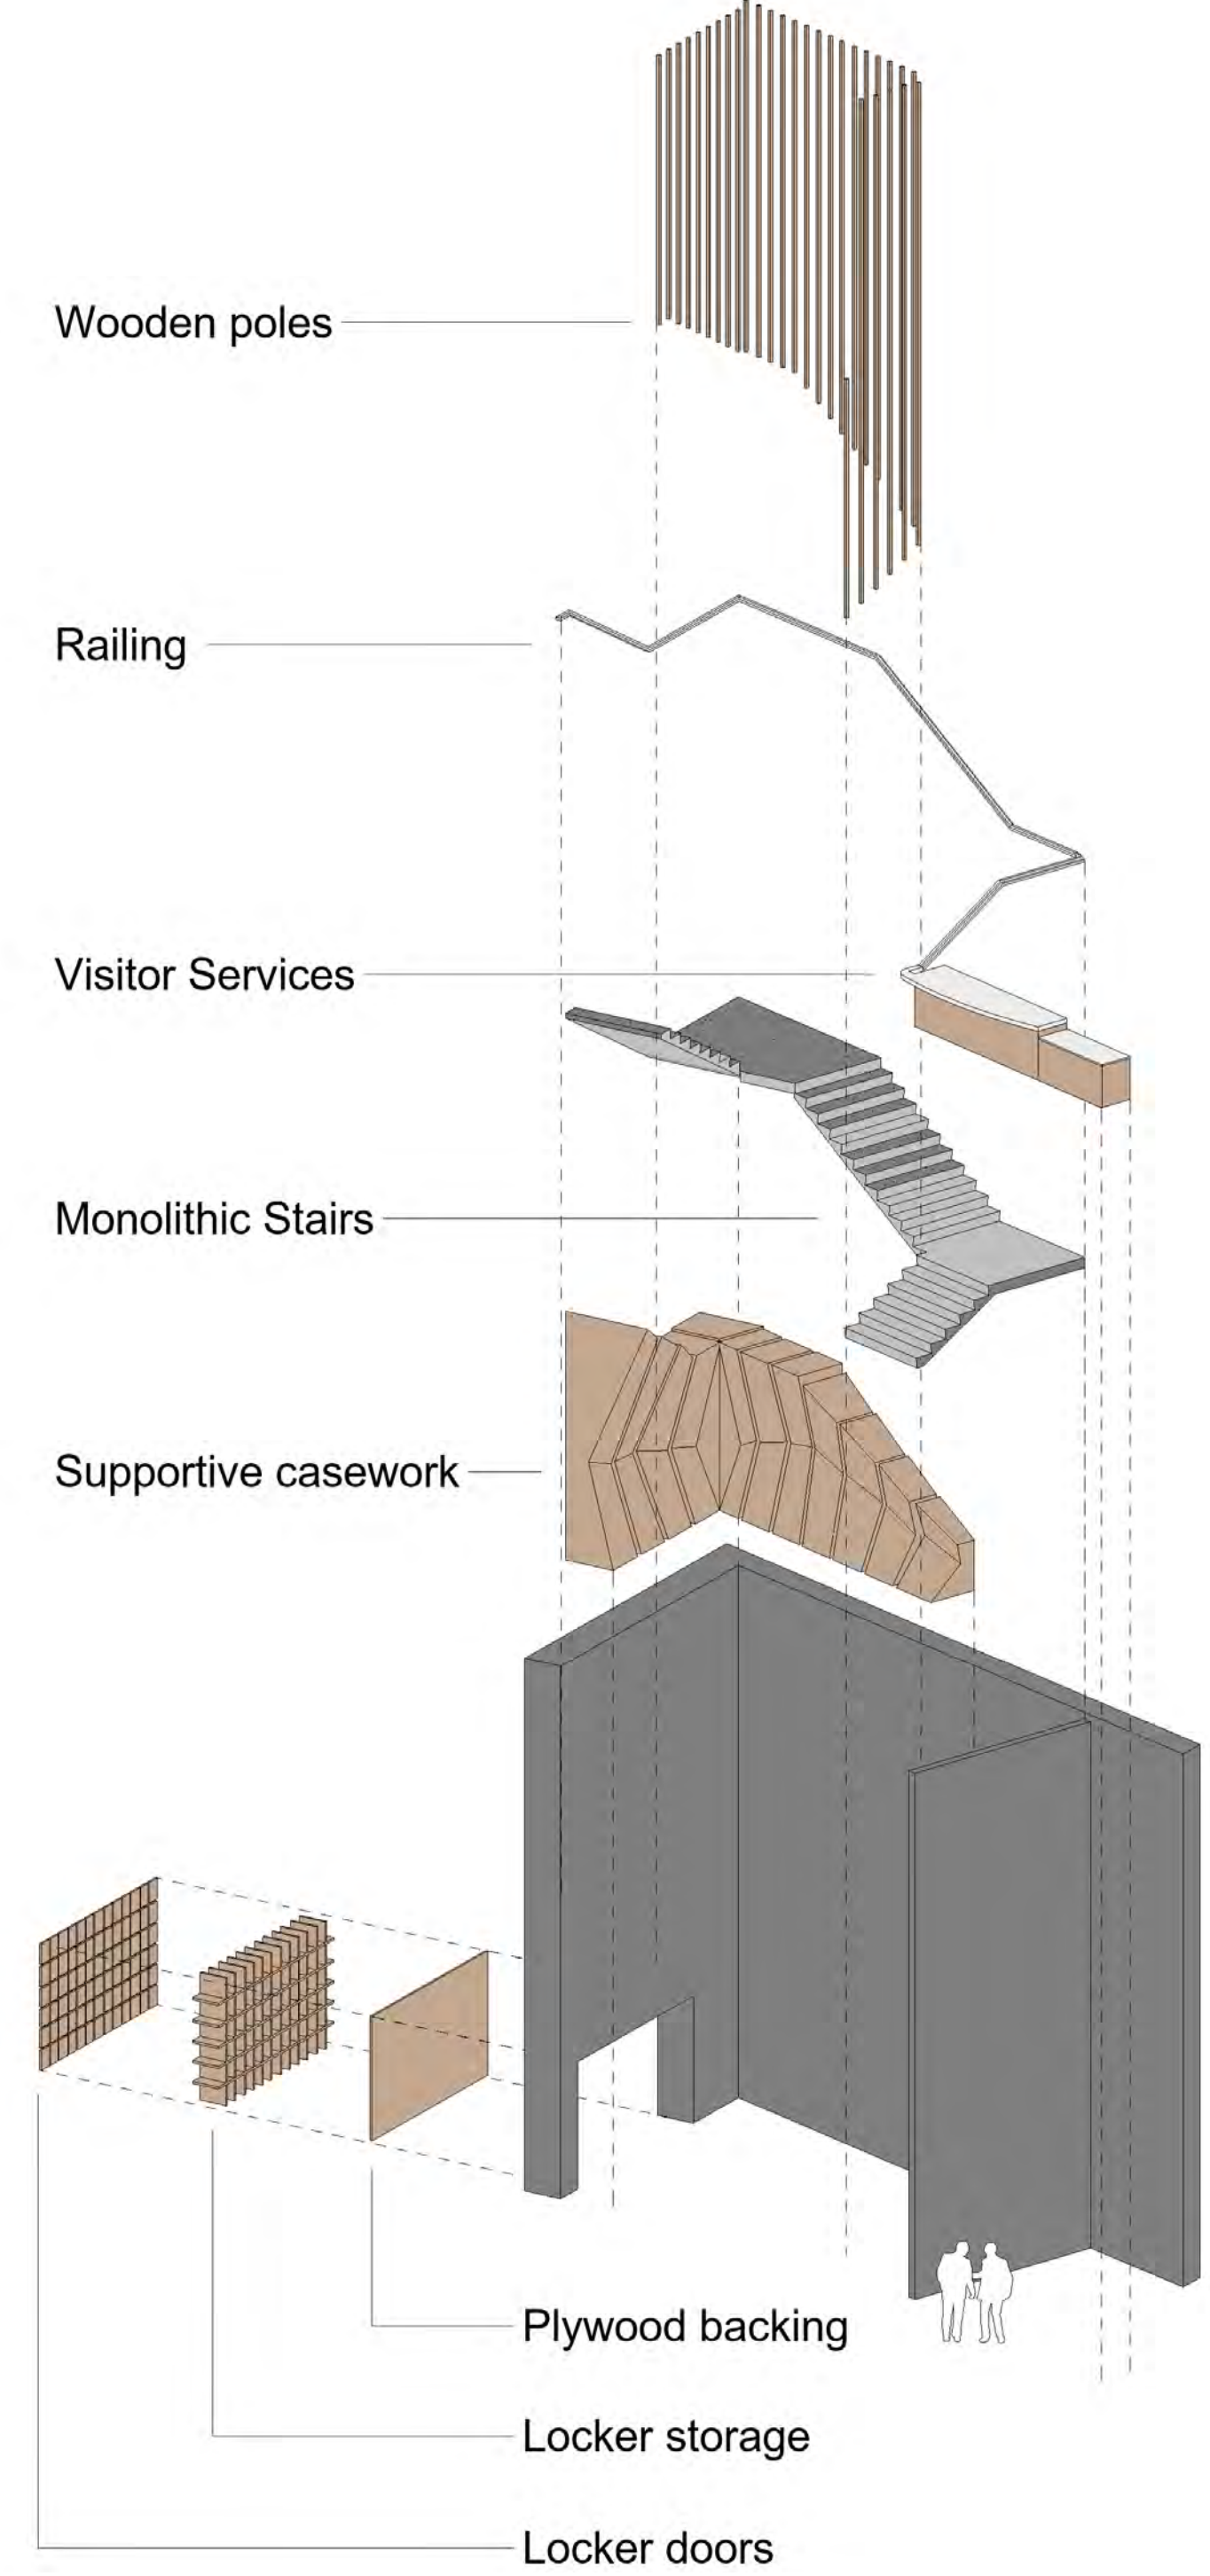 Wooden poles
Railing
Visitor Services
Monolithic Stairs
Supportive casework
Plywood backing
Locker storage
Locker doors